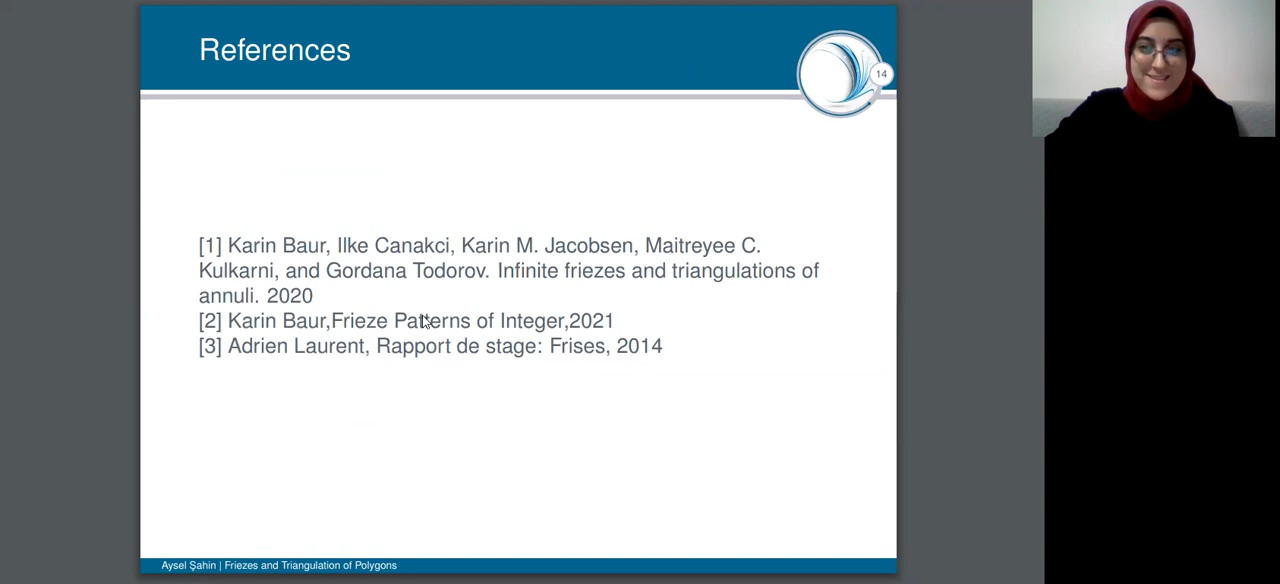 References
14
[1] Karin Baur, Ilke Canakci, Karin M. Jacobsen, Maitreyee C.
Kulkarni, and Gordana Todorov. Infinite friezes and triangulations of
annuli. 2020
[2] Karin Baur,Frieze Patterns of Integer,2021
[3] Adrien Laurent, Rapport de stage: Frises, 2014
Aysel Şahin | Friezes and Triangulation of Polygons